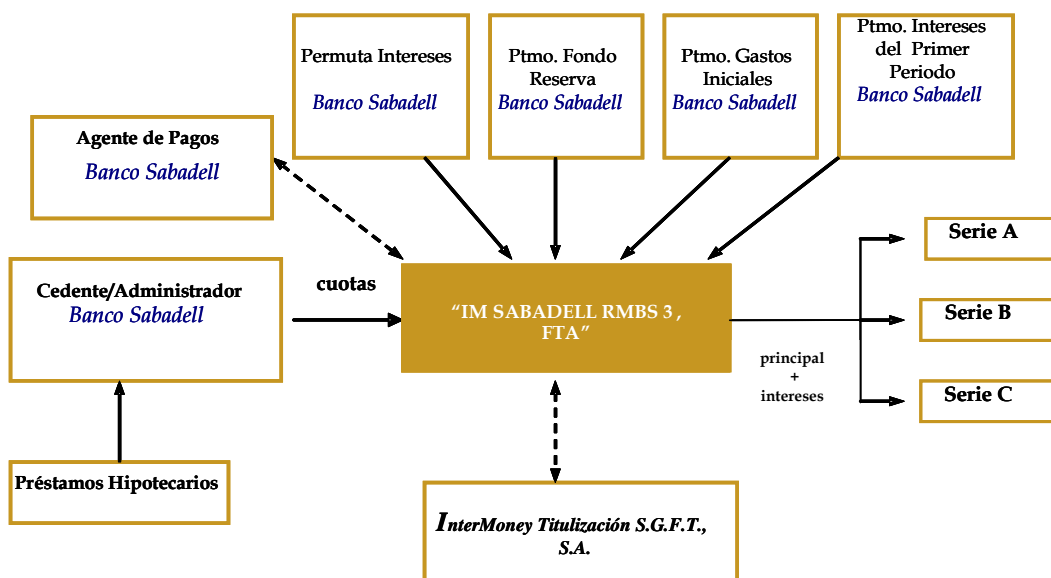 Permuta Intereses
Banco Sabadell
Ptmo. Fondo
Reserva
Banco Sabadell
Ptmo. Gastos
Iniciales
Banco Sabadell
Ptmo. Intereses
del Primer
Periodo
Banco Sabadell
Agente de Pagos
Banco Sabadell
Cedente/Administrador
Banco Sabadell
cuotas
“IM SABADELL RMBS 3 ,
FTA”
principal
+
intereses
Serie A
Serie B
Serie C
Préstamos Hipotecarios
InterMoney Titulización S.G.F.T.,
S.A.